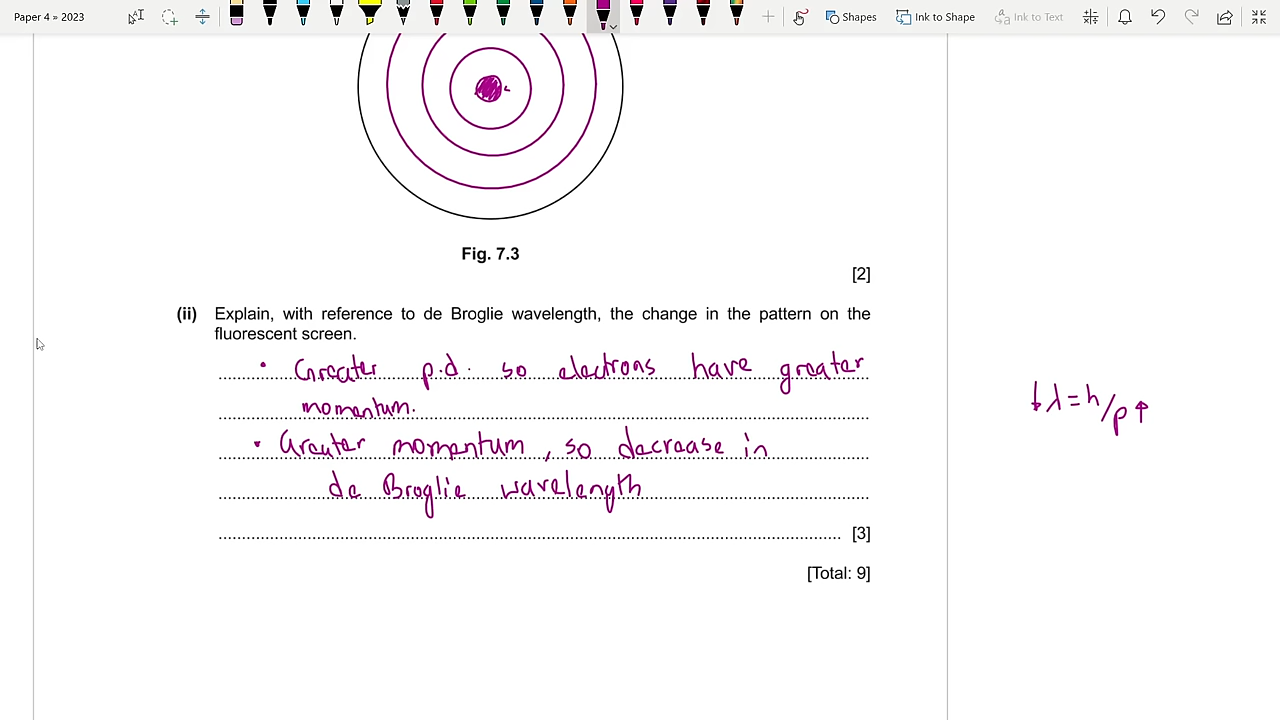 Paper 4 » 2023
Shapes
Ink to Shape
Ink to Text
Fig. 7.3
[2]
(ii) Explain, with reference to de Broglie wavelength, the change in the pattern on the
fluorescent screen.
• Greater p.d. so electrons have greater
momentum.
• Greater momentum, so decrease in
de Broglie wavelength
[3]
[Total: 9]
↓λ=h/p↑